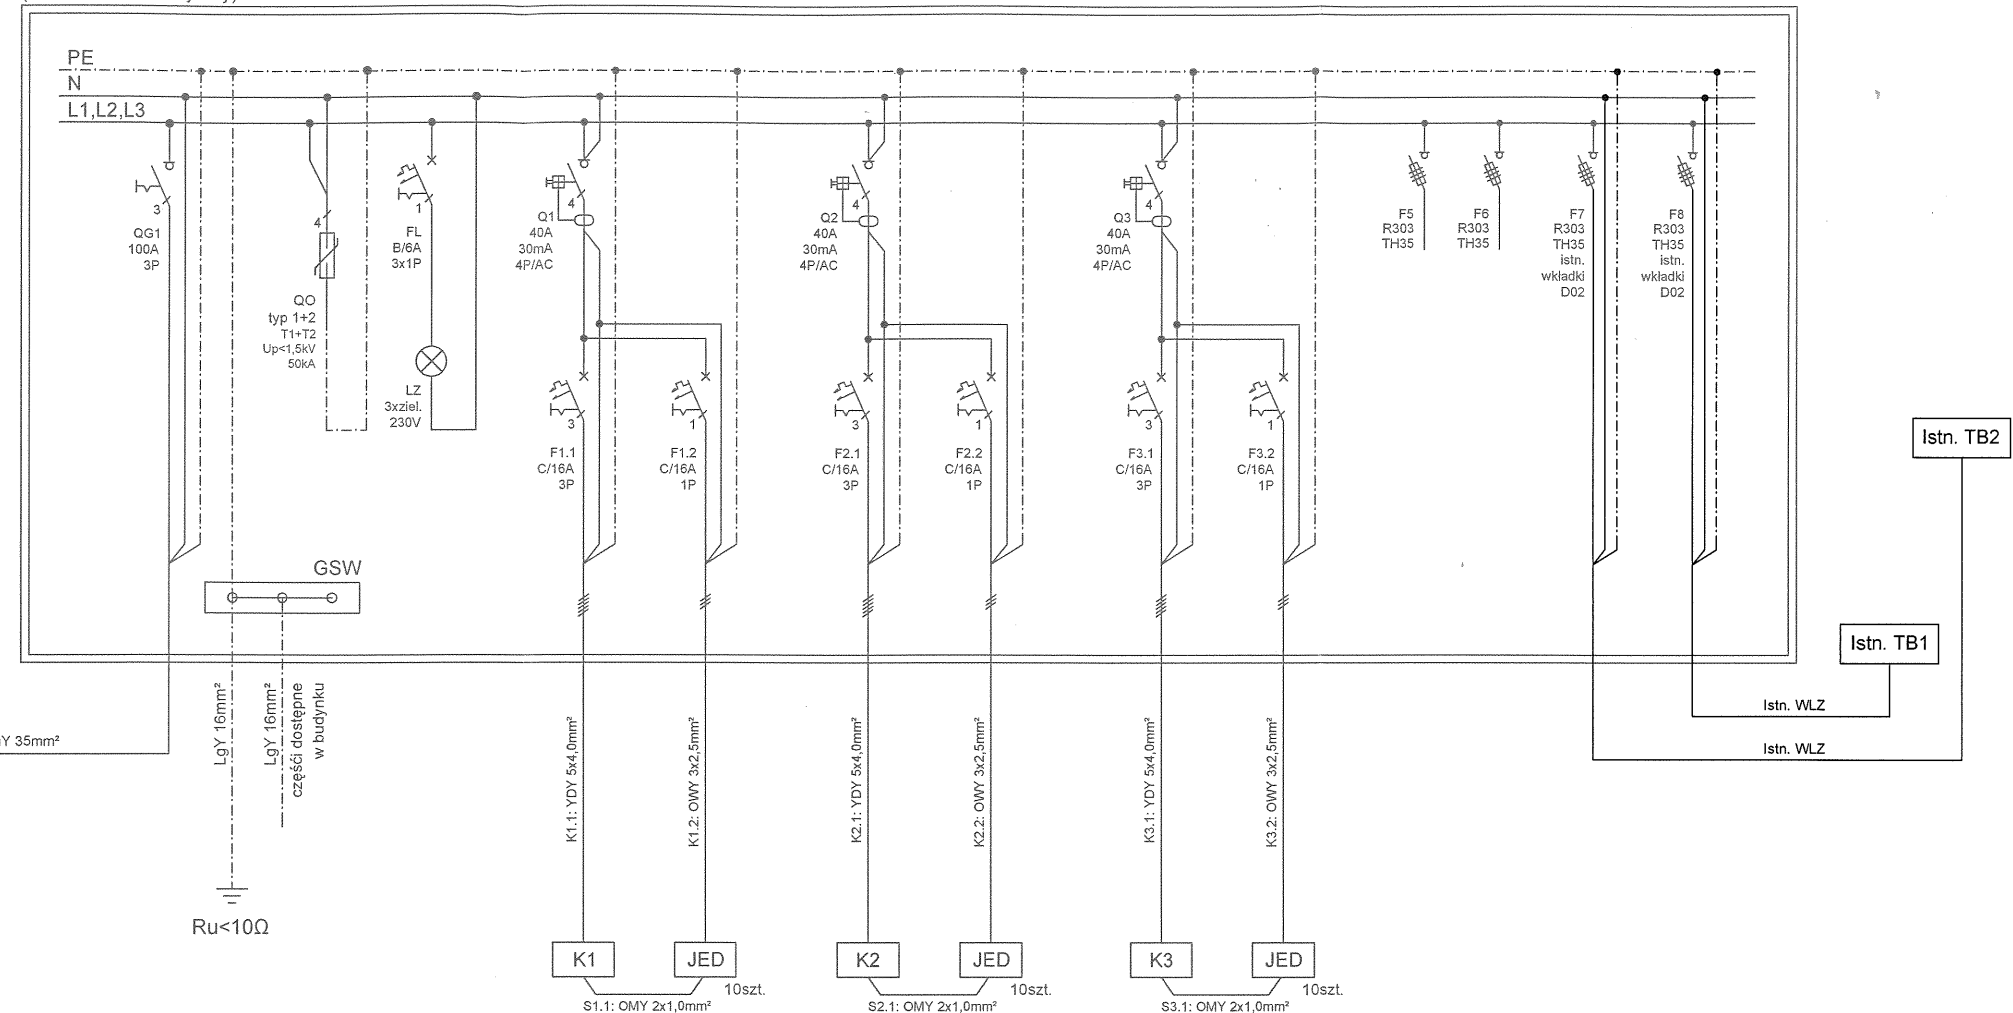 PE
N
L1,L2,L3
3
QG1
100A
3P
4
QO
typ 1+2
T1+T2
Up<1,5kV
50kA
1
FL
B/6A
3x1P
LZ
3xziel.
230V
4
Q1
40A
30mA
4P/AC
3
F1.1
C/16A
3P
1
F1.2
C/16A
1P
4
Q2
40A
30mA
4P/AC
3
F2.1
C/16A
3P
1
F2.2
C/16A
1P
4
Q3
40A
30mA
4P/AC
3
F3.1
C/16A
3P
1
F3.2
C/16A
1P
F5
R303
TH35
F6
R303
TH35
F7
R303
TH35
istn.
wkładki
D02
F8
R303
TH35
istn.
wkładki
D02
Istn. TB2
Istn. TB1
Istn. WLZ
Istn. WLZ
GSW
Y 35mm²
LgY 16mm²
LgY 16mm²
częśći dostępne
w budynku
Ru<10Ω
K1.1: YDY 5x4,0mm²
K1.2: OWY 3x2,5mm²
K2.1: YDY 5x4,0mm²
K2.2: OWY 3x2,5mm²
K3.1: YDY 5x4,0mm²
K3.2: OWY 3x2,5mm²
K1
JED
10szt.
S1.1: OMY 2x1,0mm²
K2
JED
10szt.
S2.1: OMY 2x1,0mm²
K3
JED
10szt.
S3.1: OMY 2x1,0mm²